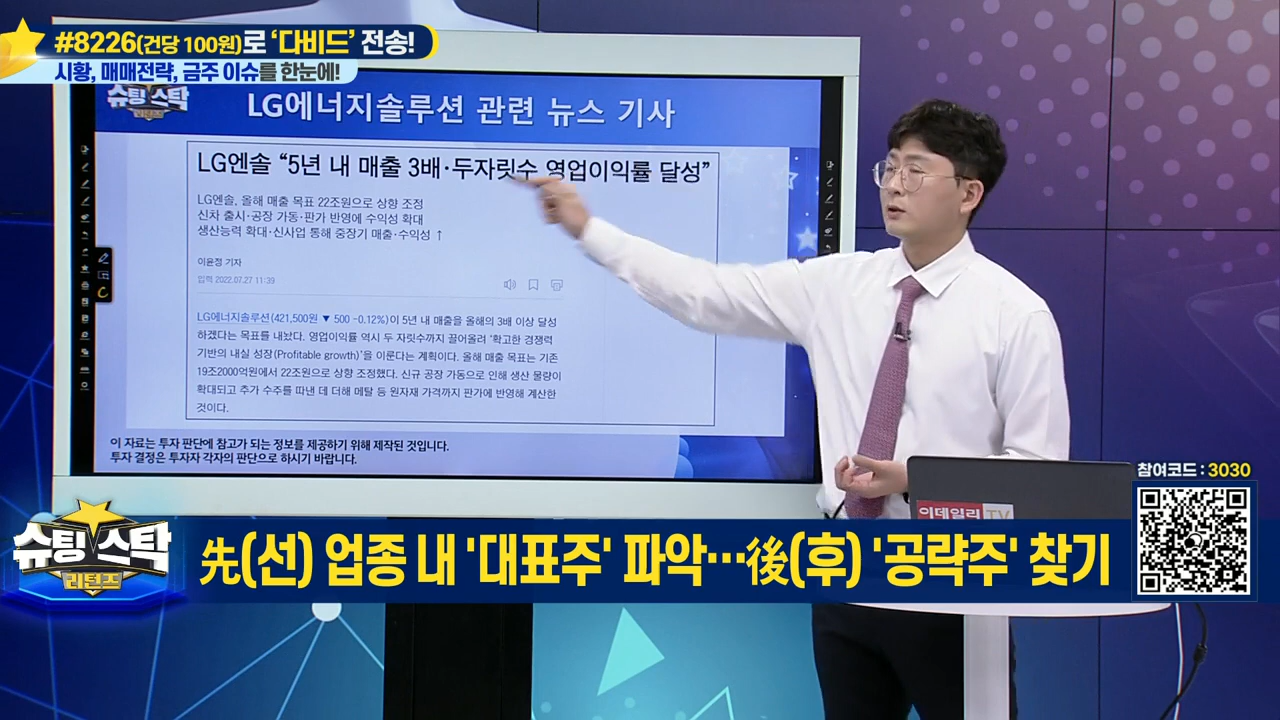 #8226(건당 100원)로 '다비드' 전송!
시황, 매매전략, 금주 이슈를 한눈에!
슈팅 스탁
리턴즈
LG에너지솔루션 관련 뉴스 기사
LG엔솔 “5년 내 매출 3배·두자릿수 영업이익률 달성”
LG엔솔, 올해 매출 목표 22조원으로 상향 조정
신차 출시·공장 가동·판가 반영에 수익성 확대
생산능력 확대·신사업 통해 중장기 매출·수익성 ↑
이윤정 기자
입력 2022.07.27 11:39
LG에너지솔루션(421,500원 ▼ 500 -0.12%)이 5년 내 매출을 올해의 3배 이상 달성
하겠다는 목표를 내놨다. 영업이익률 역시 두 자릿수까지 끌어올려 ‘확고한 경쟁력
기반의 내실 성장(Profitable growth)’을 이룬다는 계획이다. 올해 매출 목표는 기존
19조2000억원에서 22조원으로 상향 조정했다. 신규 공장 가동으로 인해 생산 물량이
확대되고 추가 수주를 따낸 데 더해 메탈 등 원자재 가격까지 판가에 반영해 계산한
것이다.
이 자료는 투자 판단에 참고가 되는 정보를 제공하기 위해 제작된 것입니다.
투자 결정은 투자자 각자의 판단으로 하시기 바랍니다.
참여코드 : 3030
이데일리 TV
슈팅 스탁
리턴즈
先(선) 업종 내 '대표주' 파악…後(후) '공략주' 찾기